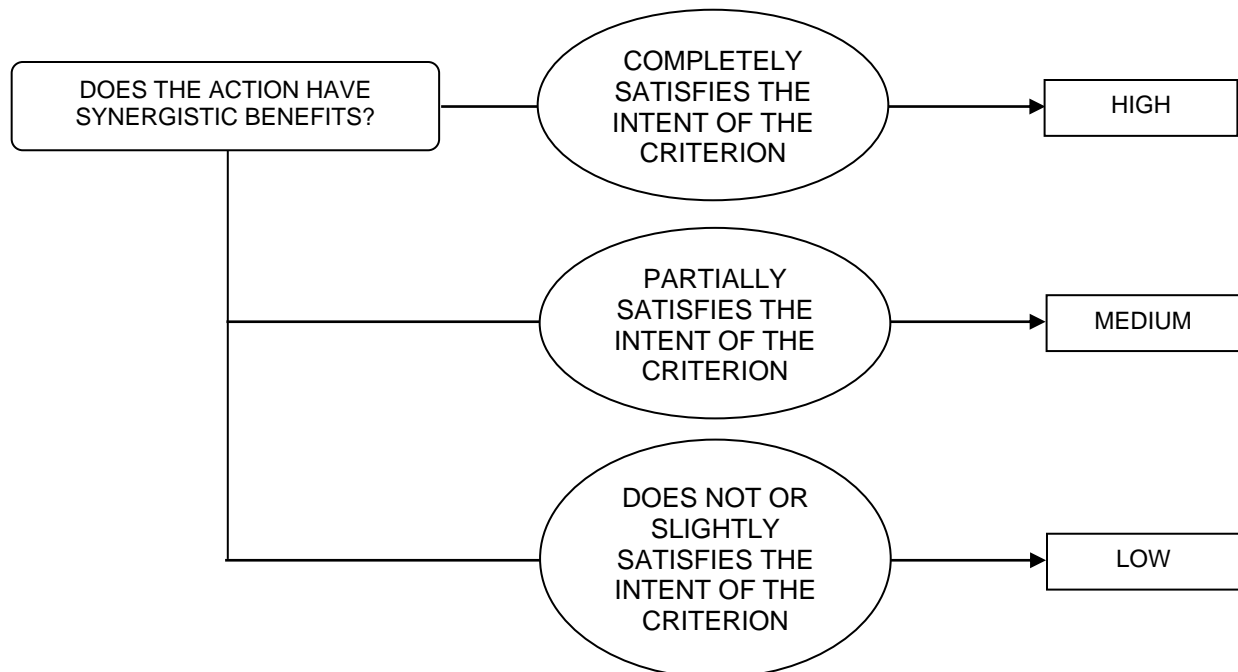 DOES THE ACTION HAVE
SYNERGISTIC BENEFITS?
COMPLETELY
SATISFIES THE
INTENT OF THE
CRITERION
HIGH
PARTIALLY
SATISFIES THE
INTENT OF THE
CRITERION
MEDIUM
DOES NOT OR
SLIGHTLY
SATISFIES THE
INTENT OF THE
CRITERION
LOW